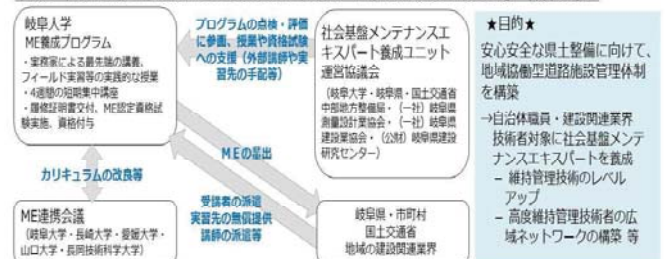 岐阜大学
ME養成プログラム
・実務家による最先端の講義、
フィールド実習等の実践的な授業
・4週間の短期集中講座
・履修証明書交付、ME認定資格試
験実施、資格付与
プログラムの点検・評価
に参画、授業や資格試験
への支援(外部講師や実
習先の手配等)
社会基盤メンテナンスエ
キスパート養成ユニット
運営協議会
(岐阜大学・岐阜県・国土交通省
中部地方整備局・(一社)岐阜県
測量設計業協会・(一社)岐阜県
建設業協会・(公財)岐阜県建設
研究センター)
★目的★
安心安全な県土整備に向けて、
地域協働型道路施設管理体制
を構築
→自治体職員・建設関連業界
技術者対象に社会基盤メンテ
ナンスエキスパートを養成
– 維持管理技術のレベル
アップ
– 高度維持管理技術者の広
域ネットワークの構築 等
MEの輩出
カリキュラムの改良等
受講者の派遣
実習先の無償提供
講師の派遣等
ME連携会議
(岐阜大学・長崎大学・愛媛大学・
山口大学・長岡技術科学大学)
岐阜県・市町村
国土交通省
地域の建設関連業界